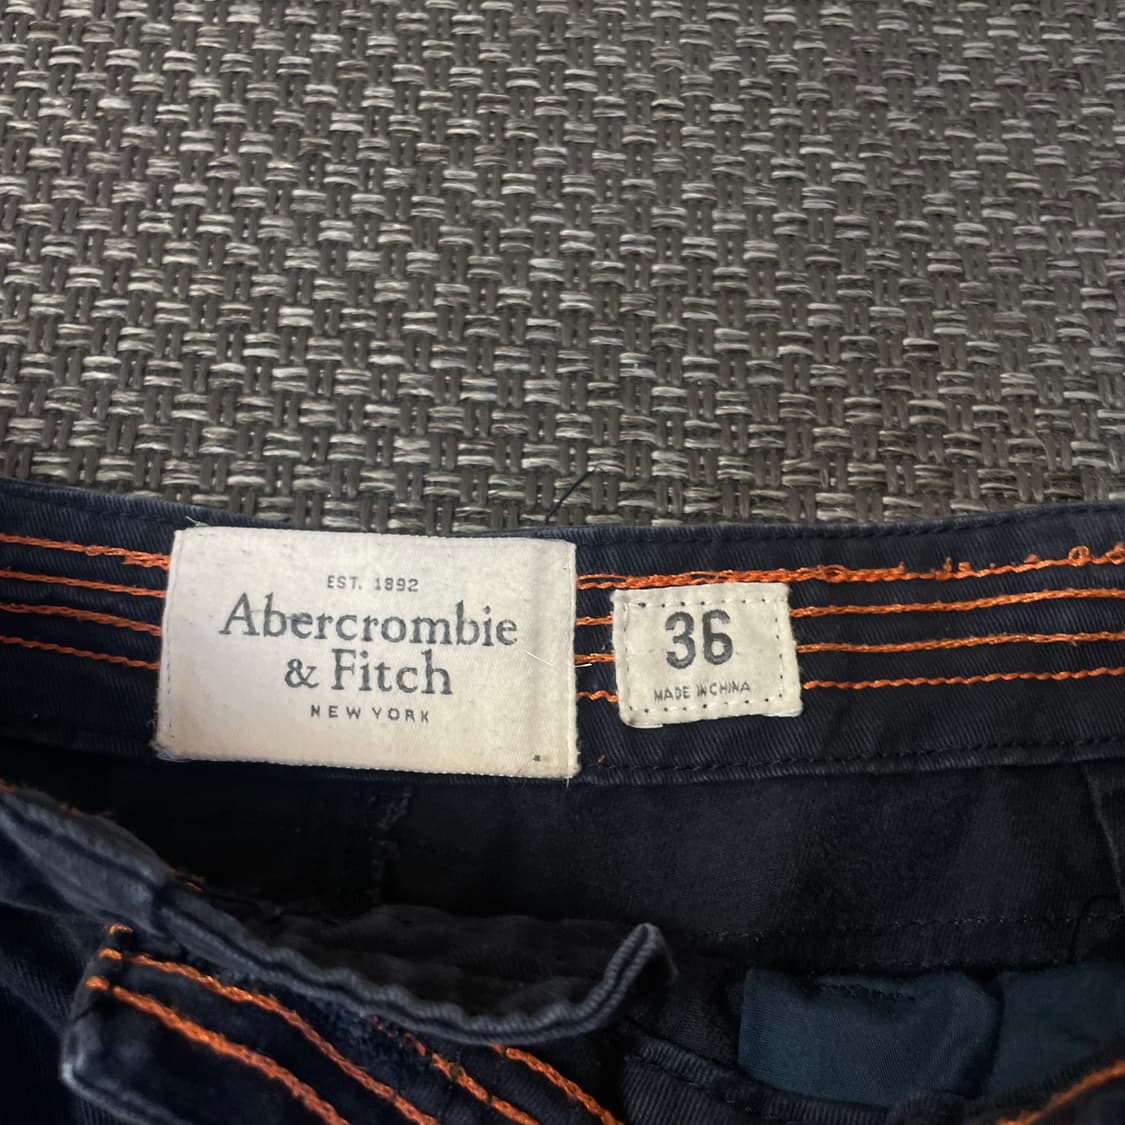 EST. 1892
Abercrombie
& Fitch
NEW YORK
36
MADE IN CHINA